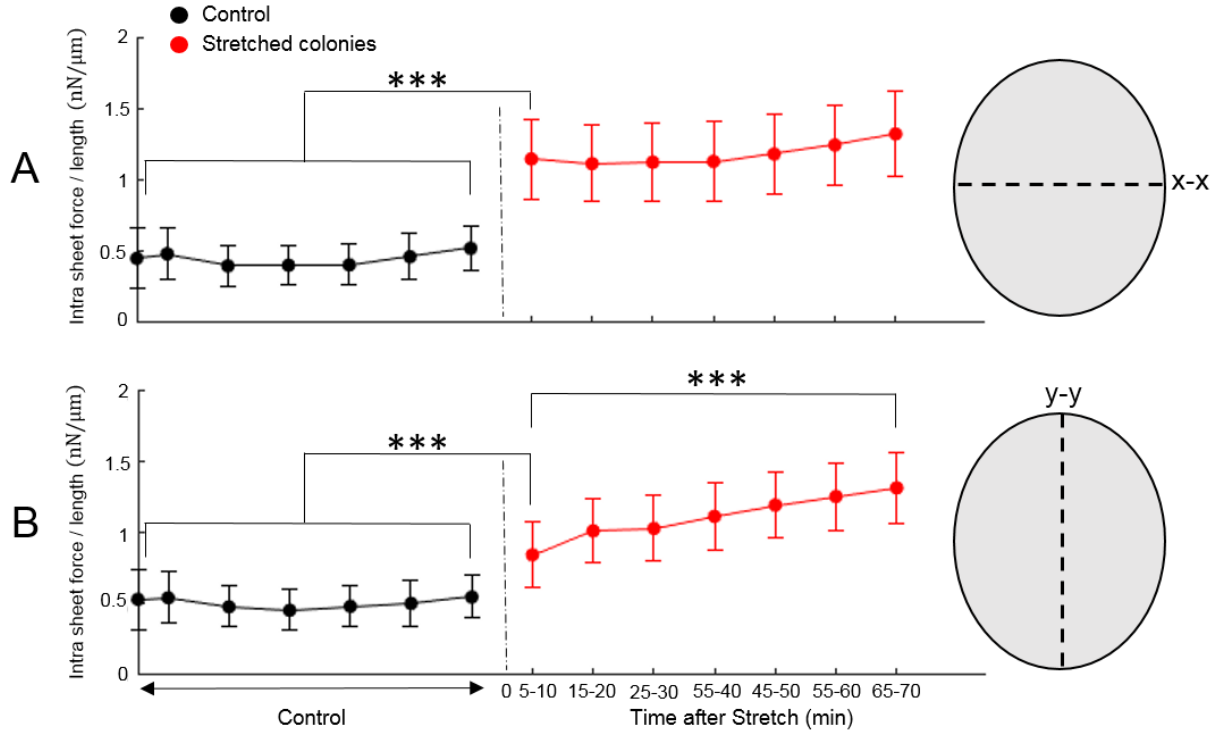 Control
Stretched colonies
A
Intra sheet force / length (nN/μm)
2
1.5
1
0.5
0
***
x-x
B
Intra sheet force / length (nN/μm)
2
1.5
1
0.5
0
***
***
y-y
0 5-10 15-20 25-30 55-40 45-50 55-60 65-70
Control
Time after Stretch (min)